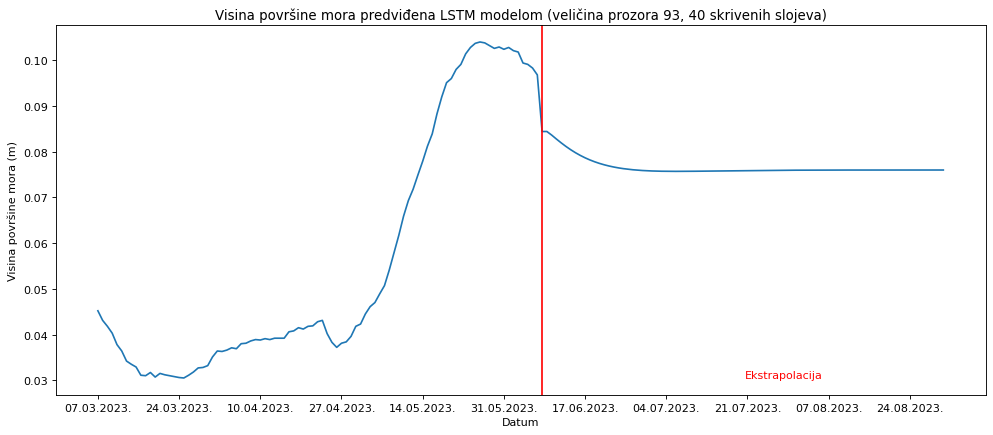 Visina površine mora predviđena LSTM modelom (veličina prozora 93, 40 skrivenih slojeva)
Visina površine mora (m)
0.10
0.09
0.08
0.07
0.06
0.05
0.04
0.03
Ekstrapolacija
07.03.2023. 24.03.2023. 10.04.2023. 27.04.2023. 14.05.2023. 31.05.2023. 17.06.2023. 04.07.2023. 21.07.2023. 07.08.2023. 24.08.2023.
Datum